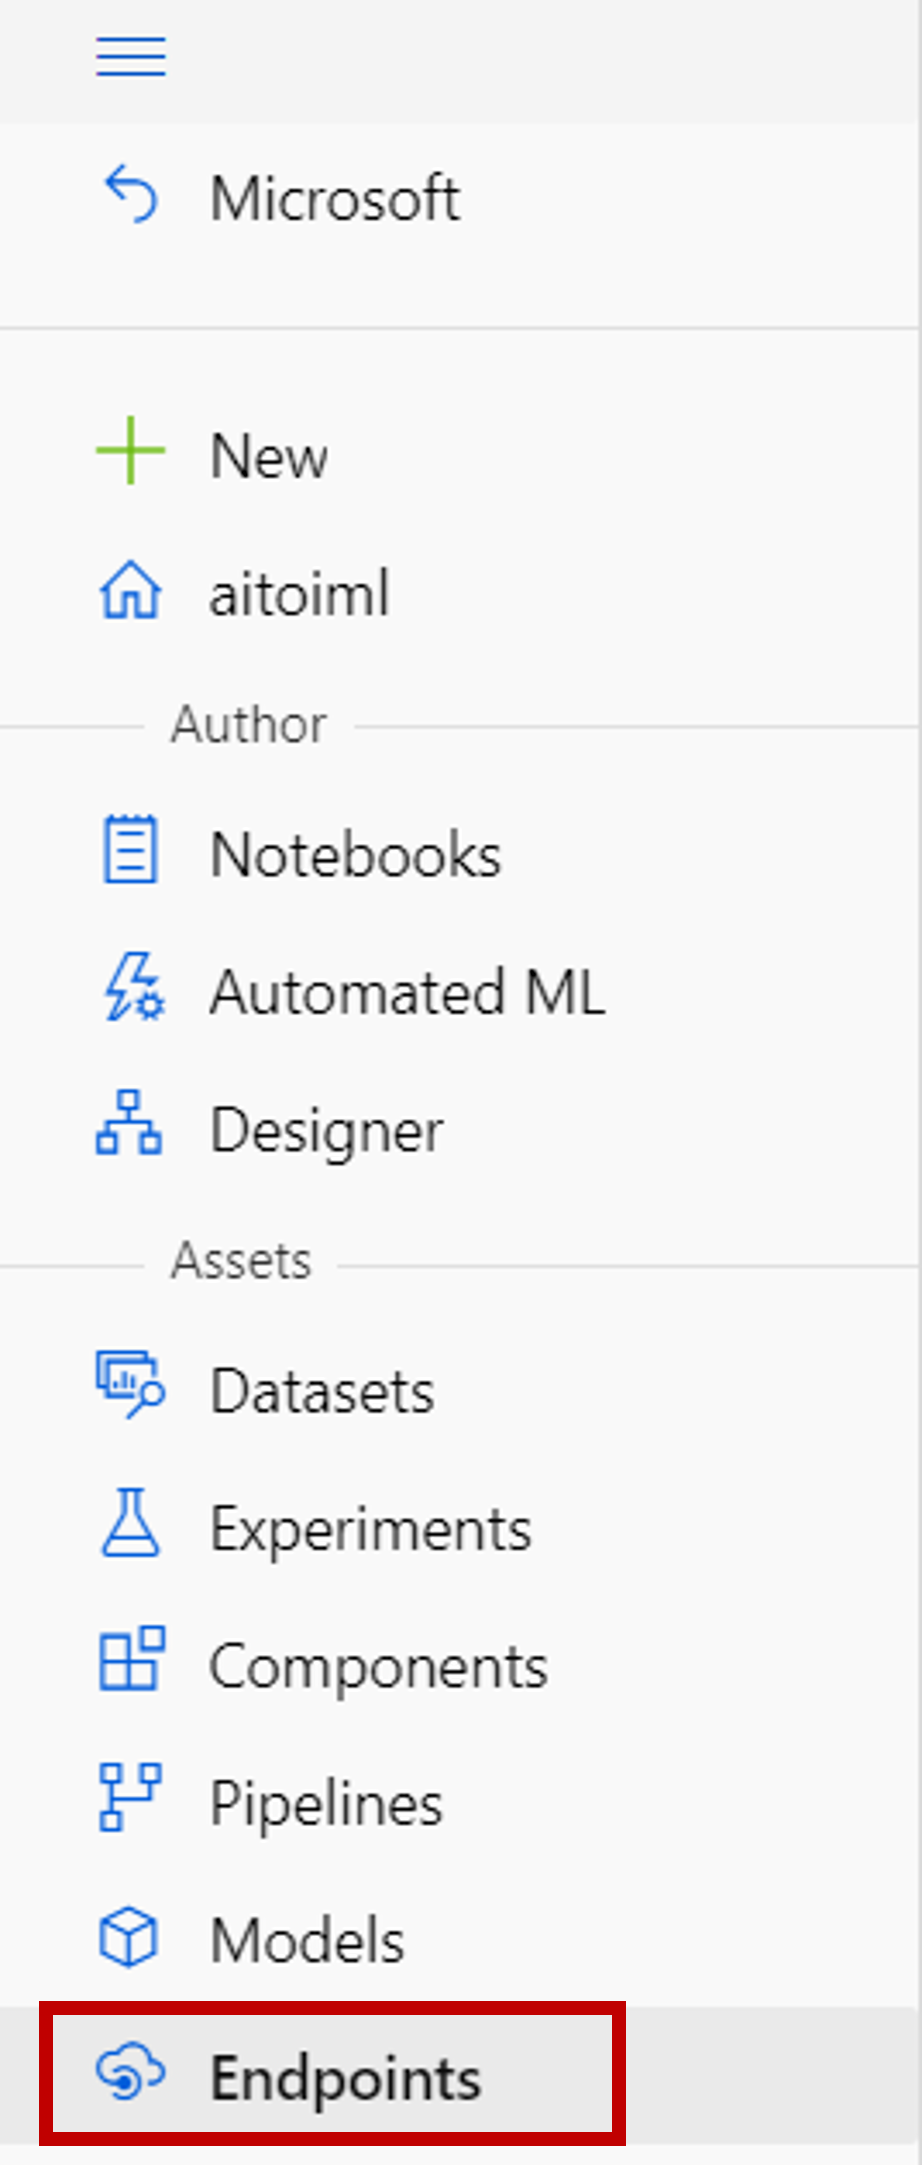 Microsoft
New
aitoiml
Author
Notebooks
Automated ML
Designer
Assets
Datasets
Experiments
Components
Pipelines
Models
Endpoints